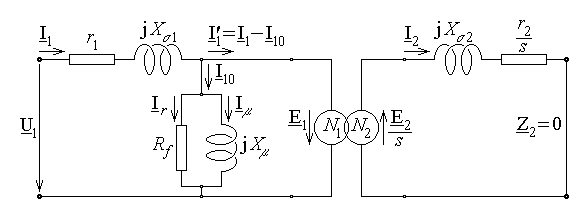 I₁ r₁ jXσ1 I′₁=I₁−I₁₀ I₂ jXσ2 r₂/s
I₁₀
Iᵣ Iμ
U₁ R_f jXμ E₁ N₁ N₂ E₂/s Z₂=0